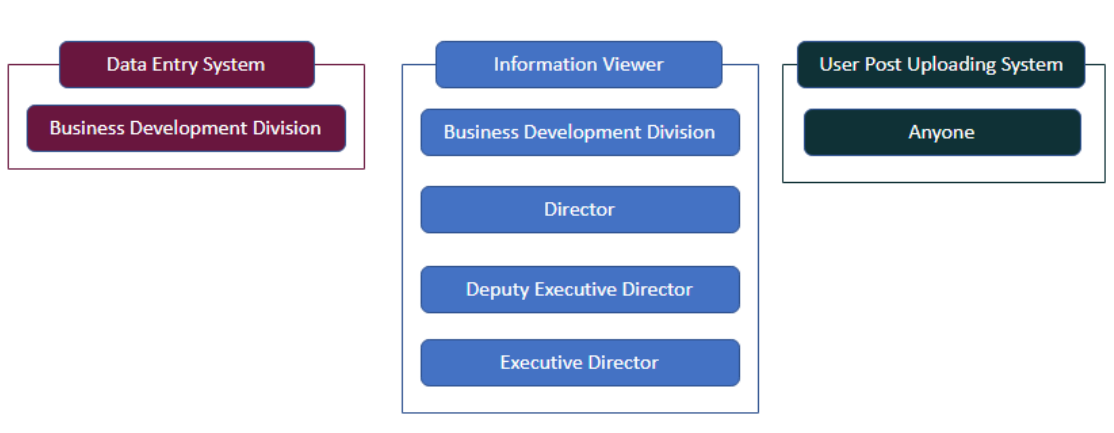 Data Entry System
Business Development Division
Information Viewer
Business Development Division
Director
Deputy Executive Director
Executive Director
User Post Uploading System
Anyone